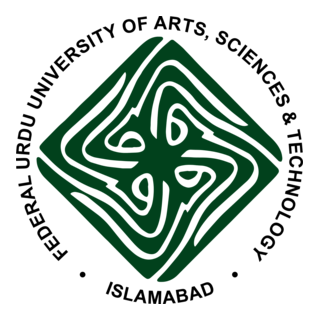 FEDERAL URDU UNIVERSITY OF ARTS, SCIENCES & TECHNOLOGY
• ISLAMABAD •